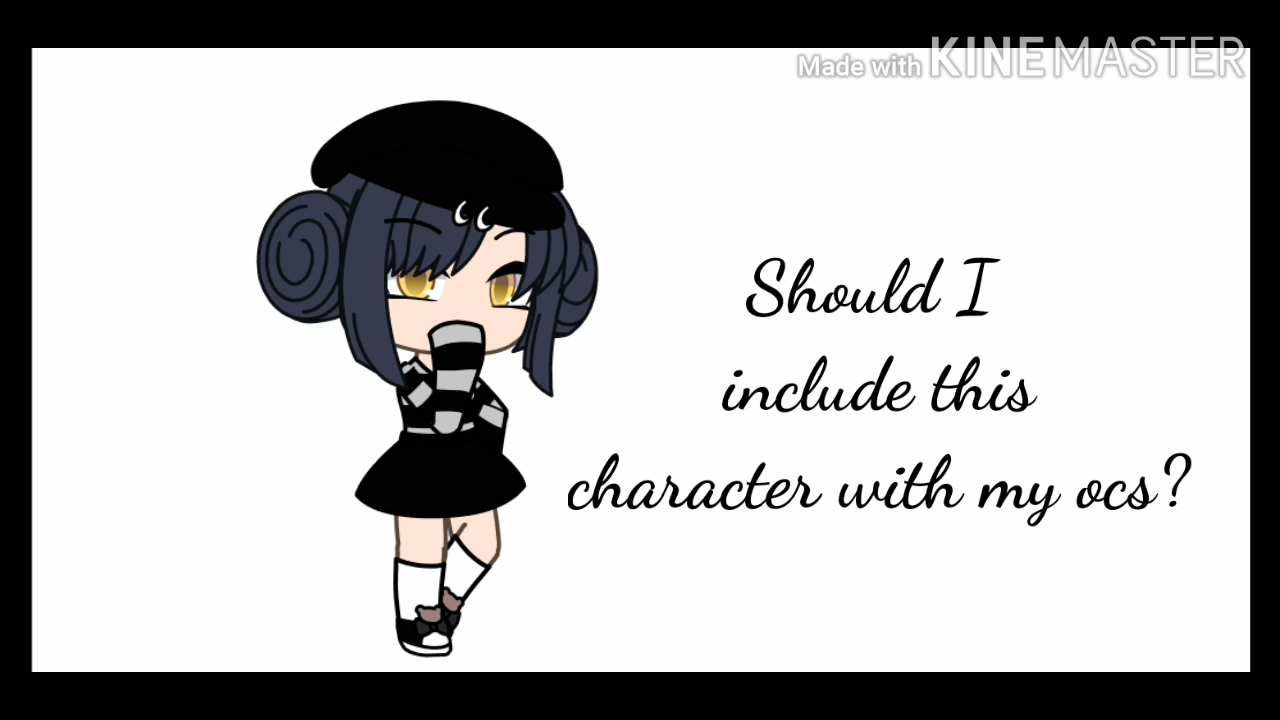 Made with KINEMASTER
Should I
include this
character with my ocs?